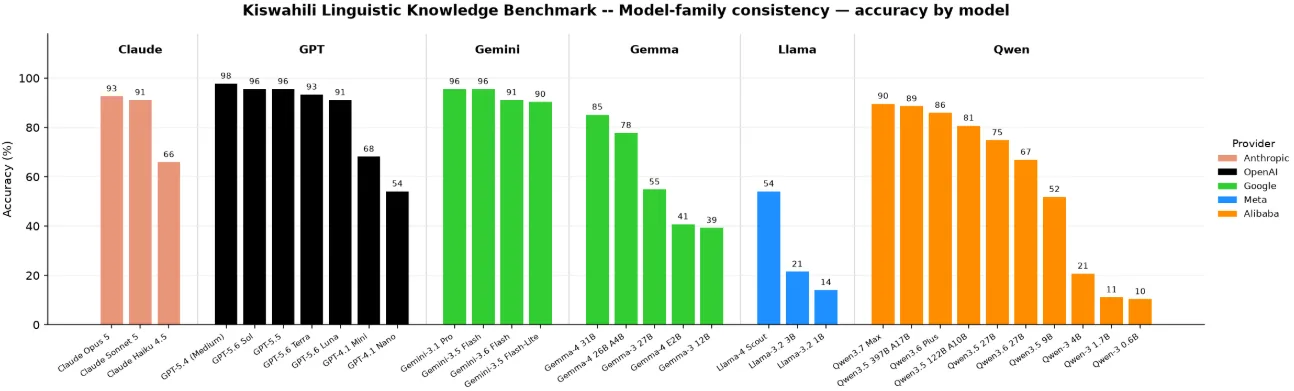 Kiswahili Linguistic Knowledge Benchmark -- Model-family consistency — accuracy by model
Claude GPT Gemini Gemma Llama Qwen
Accuracy (%)
100
80
60
40
20
0
93 91 66 98 96 96 93 91 68 54 96 96 91 90 85 78 55 41 39 54 21 14 90 89 86 81 75 67 52 21 11 10
Claude Opus 5
Claude Sonnet 5
Claude Haiku 4.5
GPT-5.4 (Medium)
GPT-5.6 Sol
GPT-5.5
GPT-5.6 Terra
GPT-5.6 Luna
GPT-4.1 Mini
GPT-4.1 Nano
Gemini-3.1 Pro
Gemini-3.5 Flash
Gemini-3.6 Flash
Gemini-3.5 Flash-Lite
Gemma-4 31B
Gemma-4 26B A4B
Gemma-3 27B
Gemma-4 E2B
Gemma-3 12B
Llama-4 Scout
Llama-3.2 3B
Llama-3.2 1B
Qwen3.7 Max
Qwen3.5 397B A17B
Qwen3.6 Plus
Qwen3.5 122B A10B
Qwen3.5 27B
Qwen3.6 27B
Qwen3.5 9B
Qwen-3 4B
Qwen-3 1.7B
Qwen-3 0.6B
Provider
Anthropic
OpenAI
Google
Meta
Alibaba